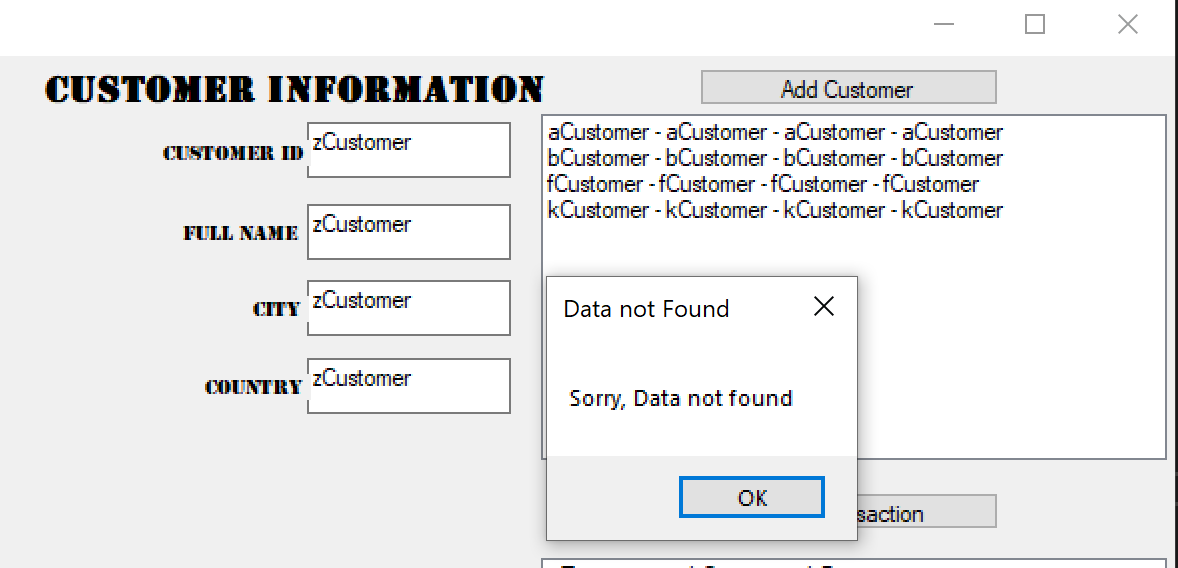 CUSTOMER INFORMATION
Add Customer
CUSTOMER ID
zCustomer
FULL NAME
zCustomer
CITY
zCustomer
COUNTRY
zCustomer
aCustomer - aCustomer - aCustomer - aCustomer
bCustomer - bCustomer - bCustomer - bCustomer
fCustomer - fCustomer - fCustomer - fCustomer
kCustomer - kCustomer - kCustomer - kCustomer
Data not Found
Sorry, Data not found
OK
saction